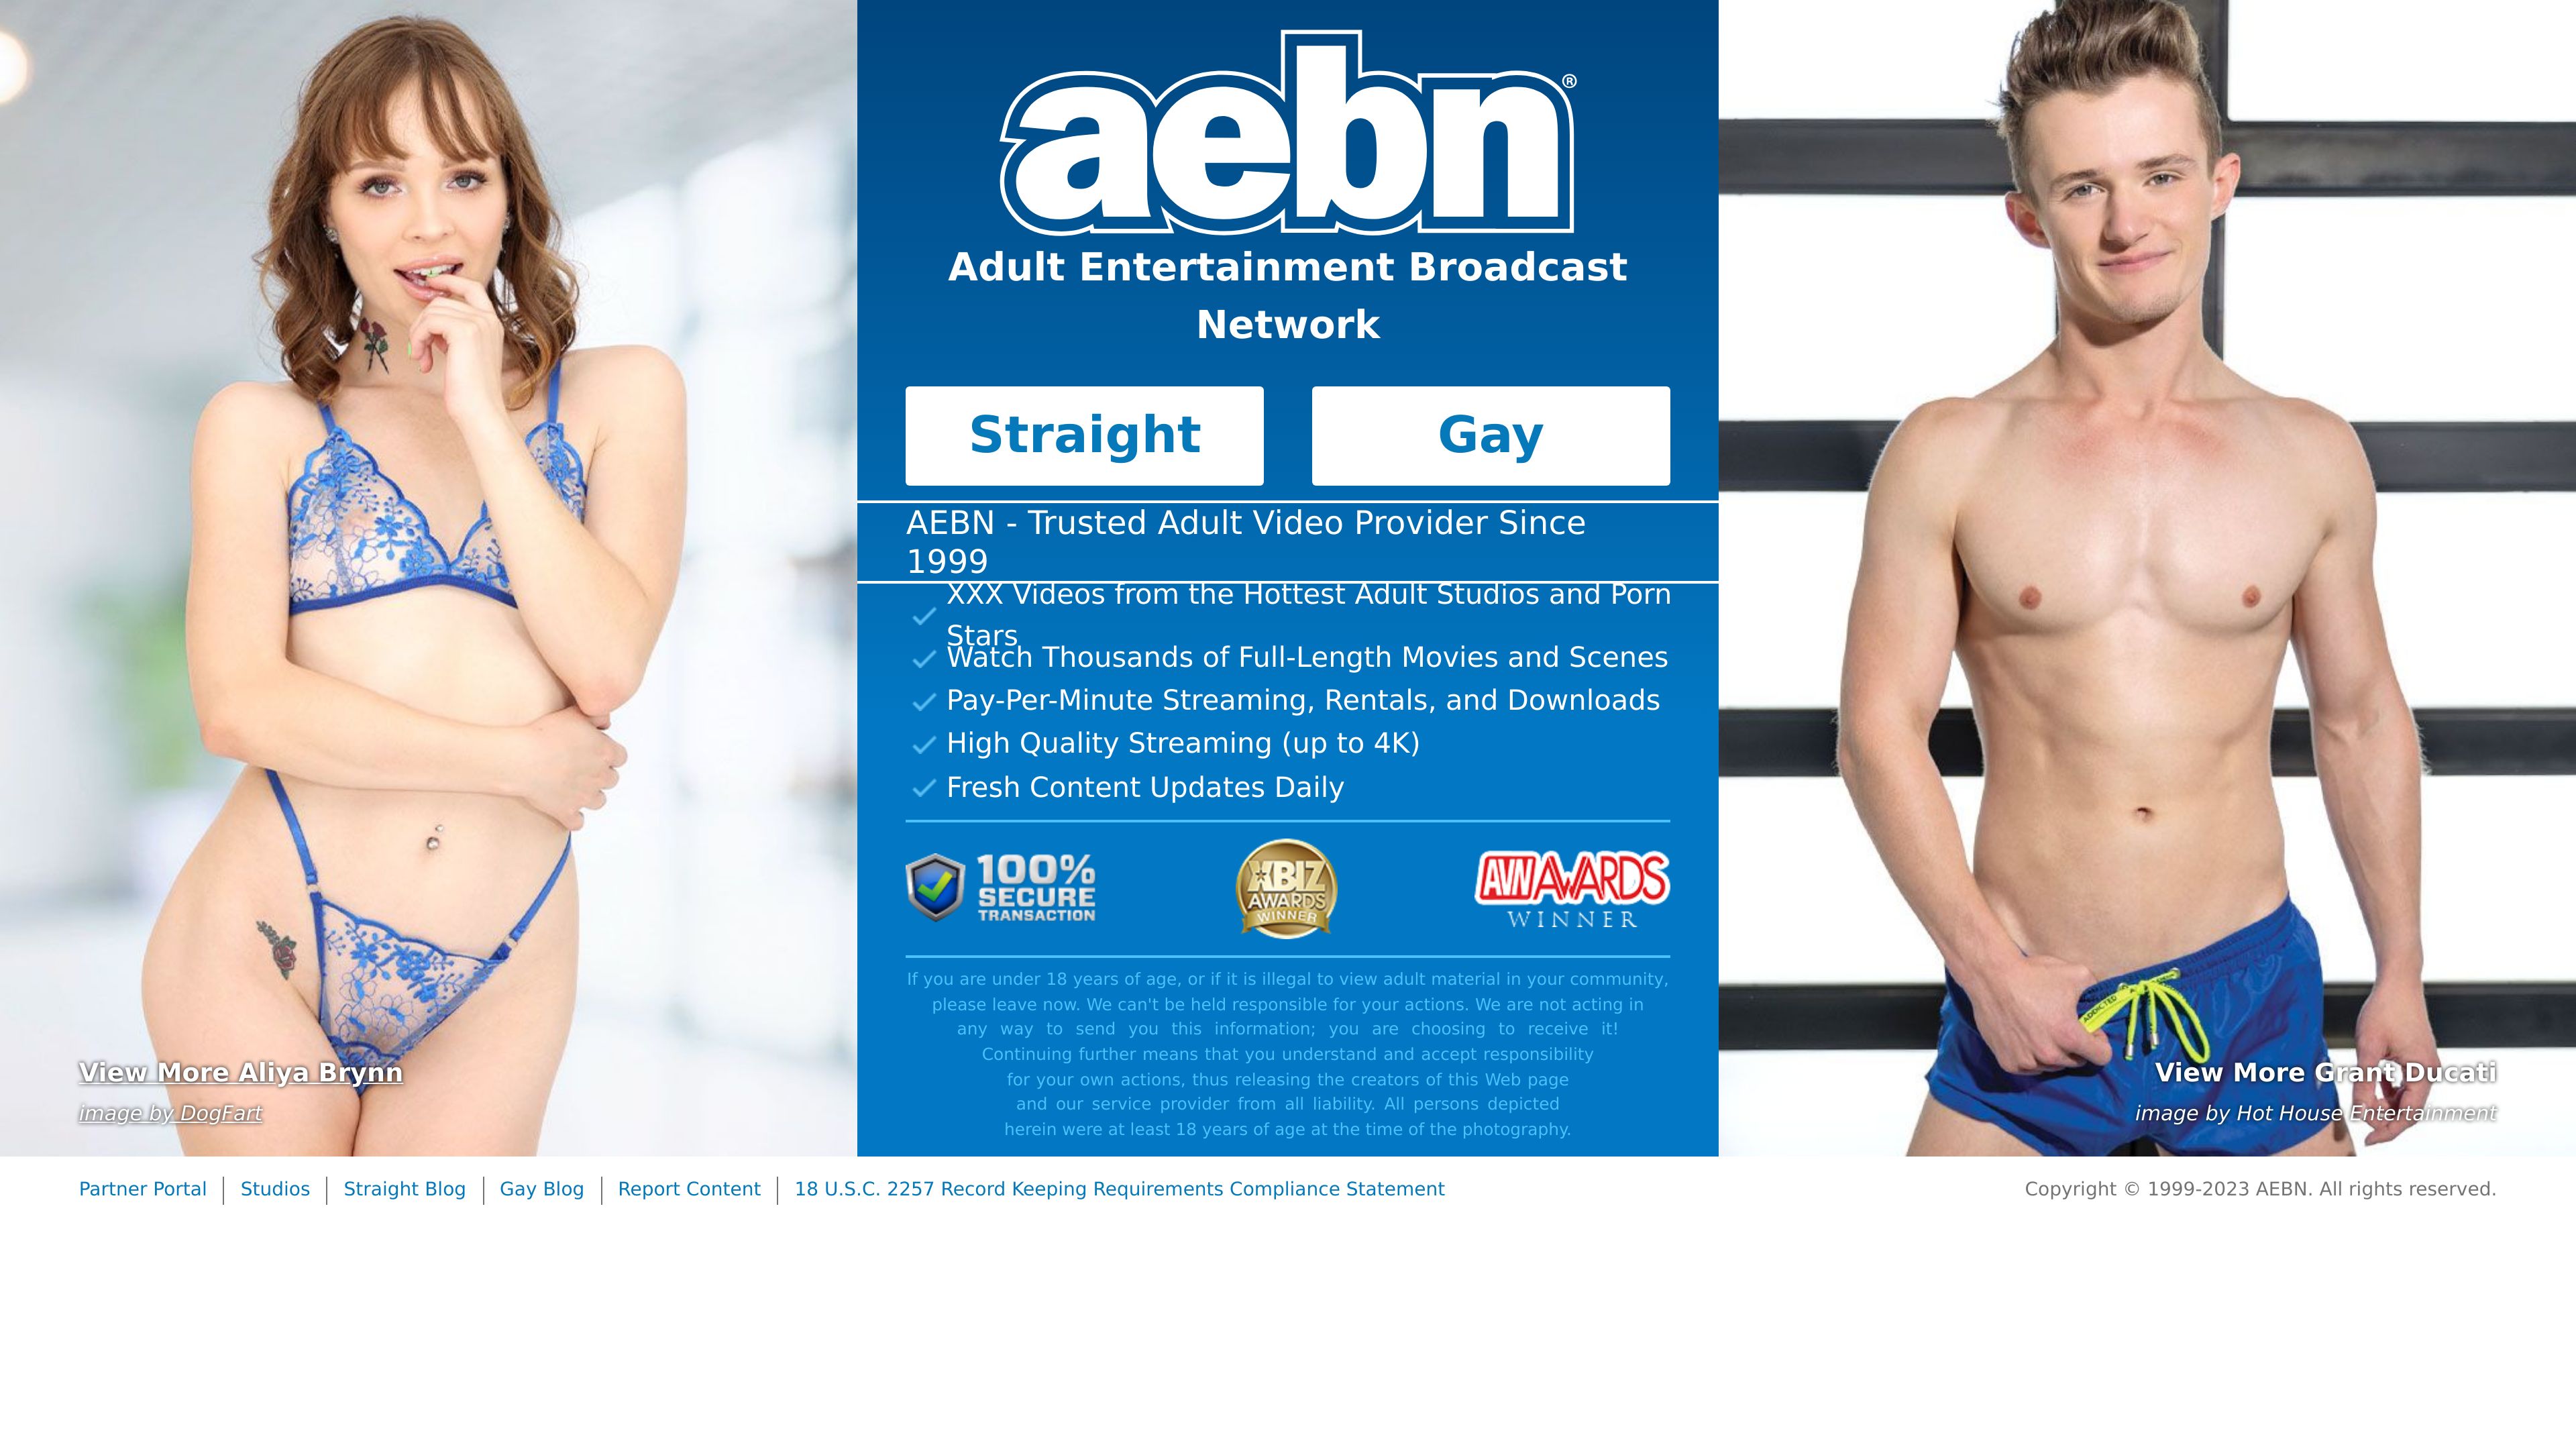 aebn®
Adult Entertainment Broadcast
Network
Straight
Gay
AEBN - Trusted Adult Video Provider Since
1999
XXX Videos from the Hottest Adult Studios and Porn
Stars
Watch Thousands of Full-Length Movies and Scenes
Pay-Per-Minute Streaming, Rentals, and Downloads
High Quality Streaming (up to 4K)
Fresh Content Updates Daily
100%
SECURE
TRANSACTION
XBIZ
AWARDS
WINNER
AVN AWARDS
WINNER
If you are under 18 years of age, or if it is illegal to view adult material in your community,
please leave now. We can't be held responsible for your actions. We are not acting in
any way to send you this information; you are choosing to receive it!
Continuing further means that you understand and accept responsibility
for your own actions, thus releasing the creators of this Web page
and our service provider from all liability. All persons depicted
herein were at least 18 years of age at the time of the photography.
View More Aliya Brynn
image by DogFart
ADDICTED
View More Grant Ducati
image by Hot House Entertainment
Partner Portal
Studios
Straight Blog
Gay Blog
Report Content
18 U.S.C. 2257 Record Keeping Requirements Compliance Statement
Copyright © 1999-2023 AEBN. All rights reserved.